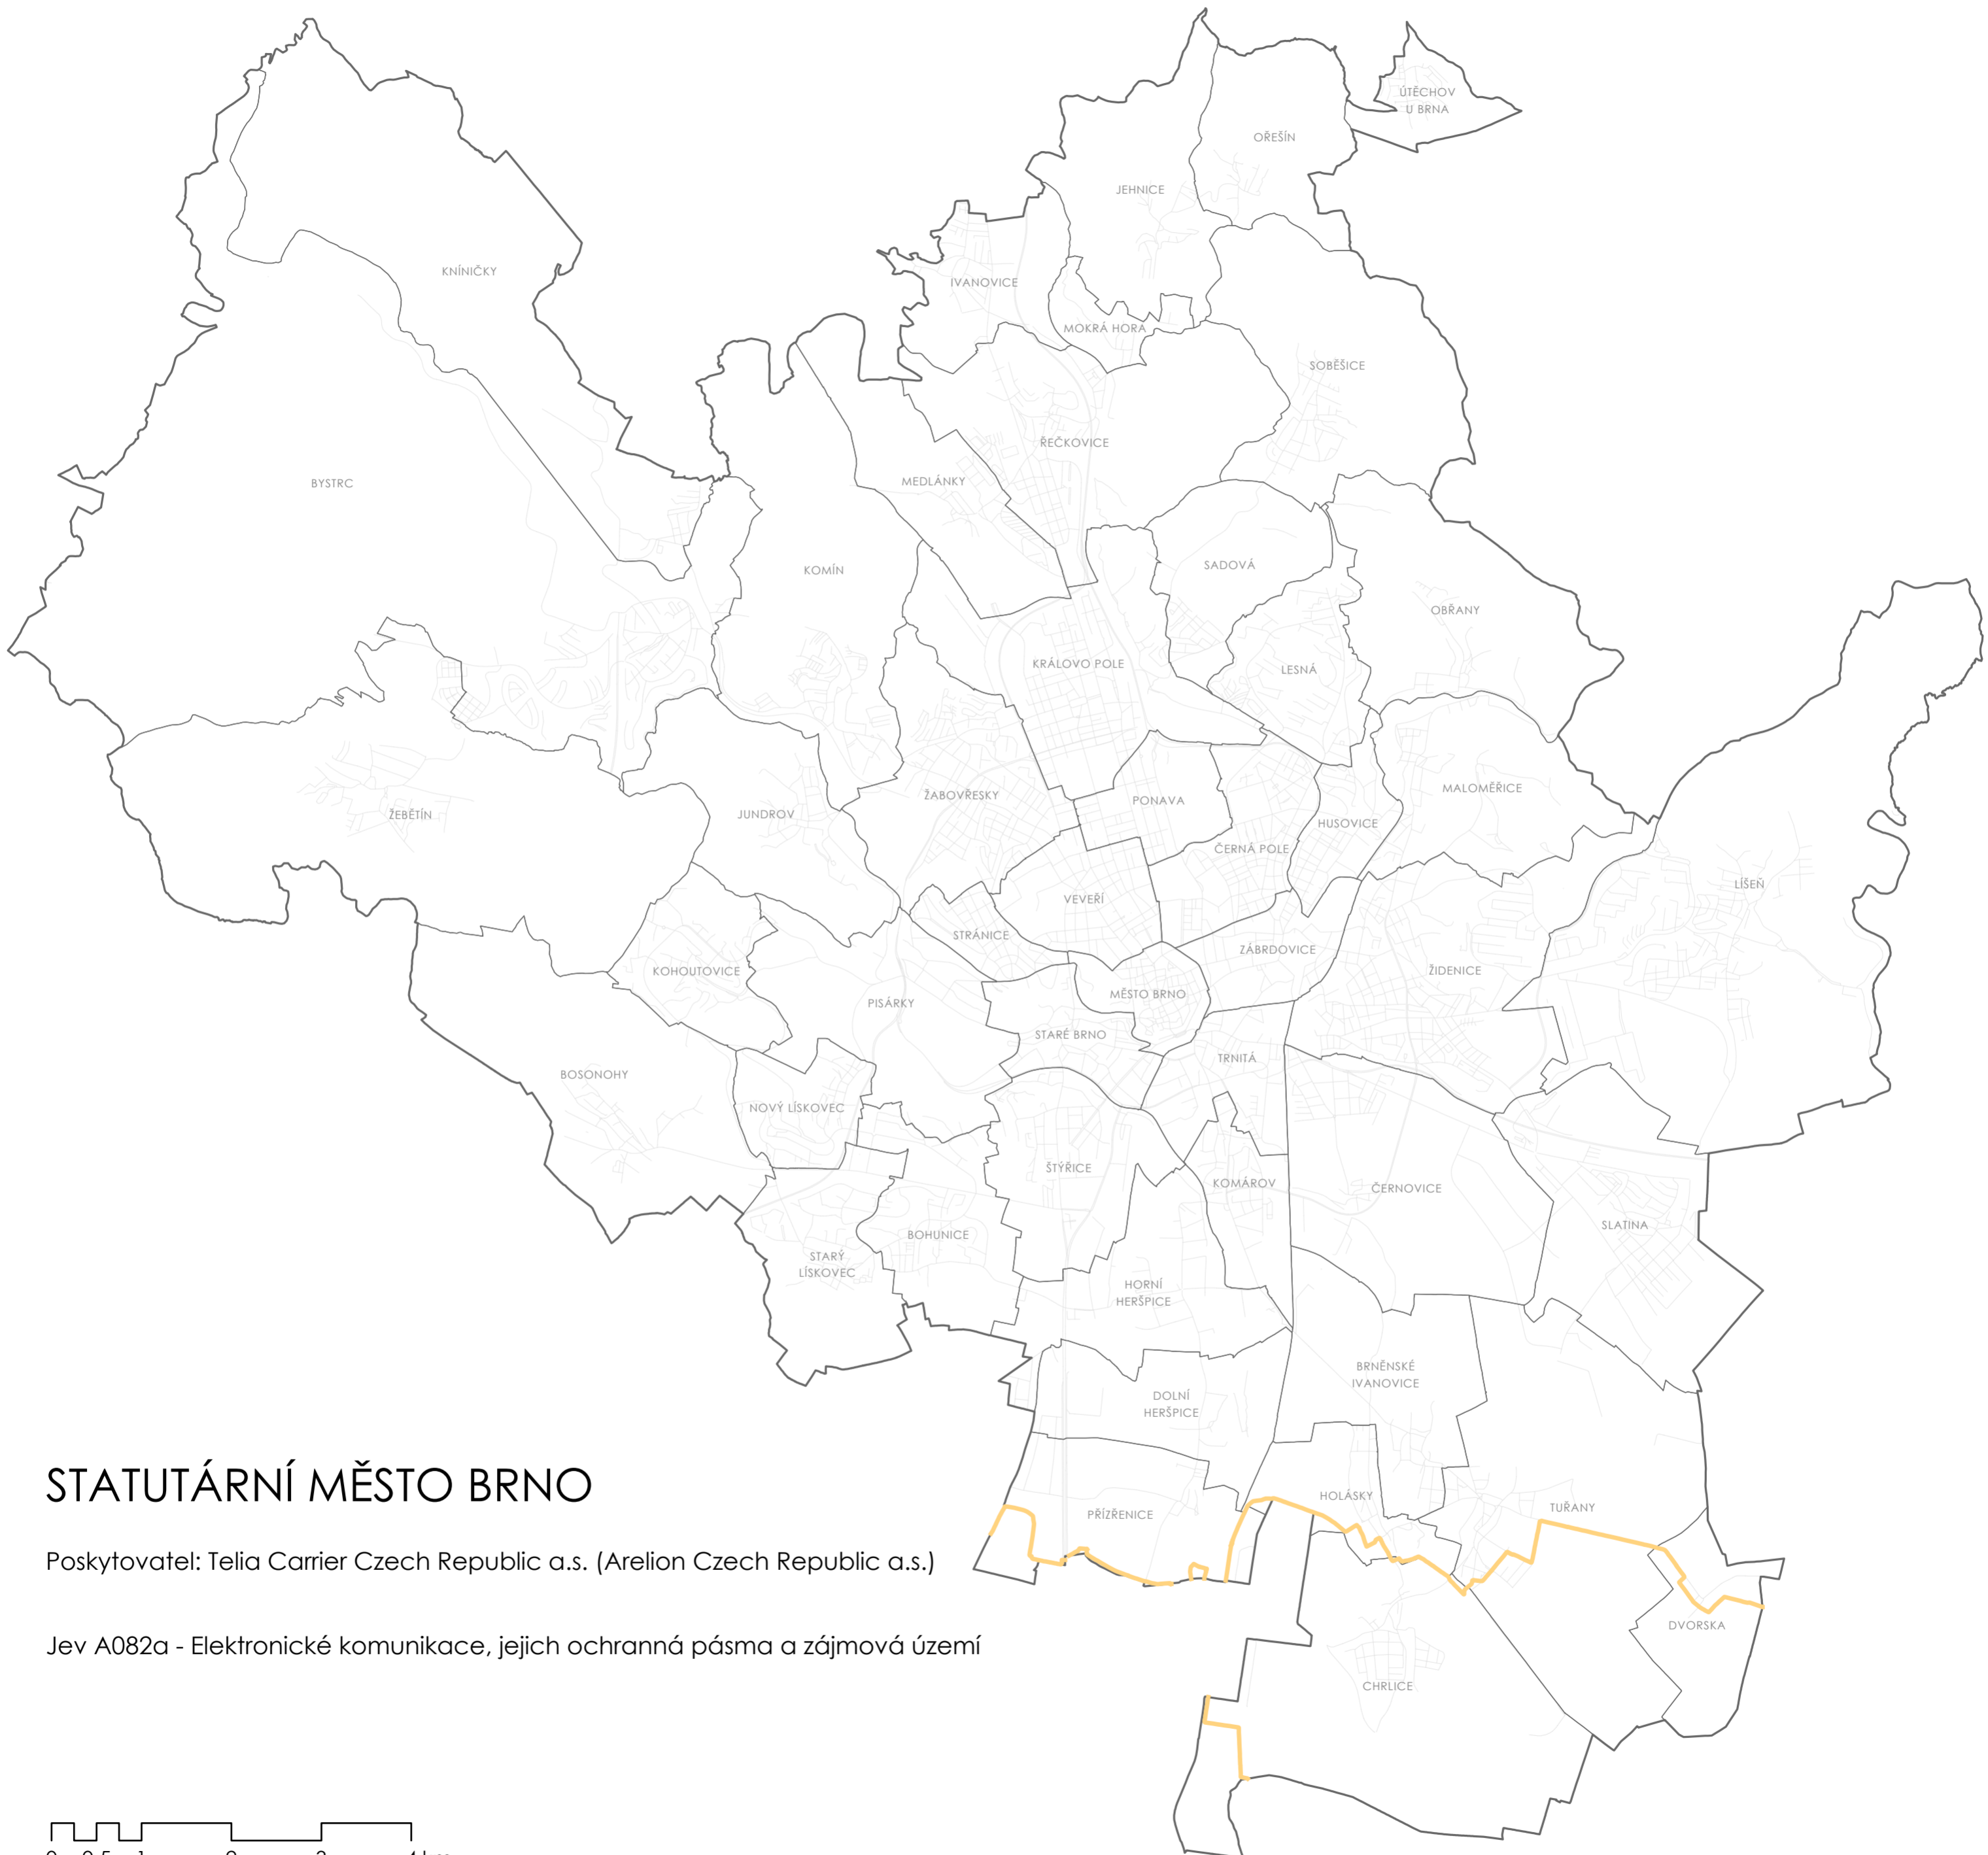 ÚTĚCHOV
U BRNA
OŘEŠÍN
JEHNICE
KNÍNIČKY
IVANOVICE
MOKRÁ HORA
SOBĚŠICE
ŘEČKOVICE
BYSTRC
MEDLÁNKY
KOMÍN
SADOVÁ
OBŘANY
KRÁLOVO POLE
LESNÁ
MALOMĚŘICE
ŽABOVŘESKY
PONAVA
ŽEBĚTÍN
JUNDROV
HUSOVICE
ČERNÁ POLE
LÍŠEŇ
VEVEŘÍ
STRÁNICE
ZÁBRDOVICE
KOHOUTOVICE
ŽIDENICE
MĚSTO BRNO
PISÁRKY
STARÉ BRNO
TRNITÁ
BOSONOHY
NOVÝ LÍSKOVEC
ŠTÝŘICE
KOMÁROV
ČERNOVICE
SLATINA
BOHUNICE
STARÝ
LÍSKOVEC
HORNÍ
HERŠPICE
BRNĚNSKÉ
IVANOVICE
DOLNÍ
HERŠPICE
STATUTÁRNÍ MĚSTO BRNO
HOLÁSKY
TUŘANY
PŘÍZŘENICE
Poskytovatel: Telia Carrier Czech Republic a.s. (Arelion Czech Republic a.s.)
DVORSKA
Jev A082a - Elektronické komunikace, jejich ochranná pásma a zájmová území
CHRLICE